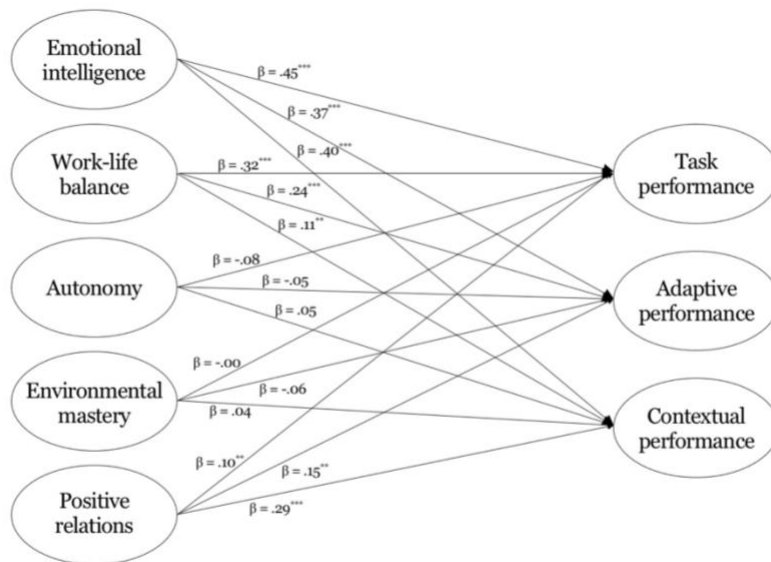 Emotional
intelligence
β = .45***
β = .37***
β = .40***
Work-life
balance
β = .32***
β = .24***
β = .11**
Task
performance
Autonomy
β = -.08
β = -.05
β = .05
Adaptive
performance
Environmental
mastery
β = -.00
β = -.06
β = .04
Contextual
performance
Positive
relations
β = .10**
β = .15**
β = .29***